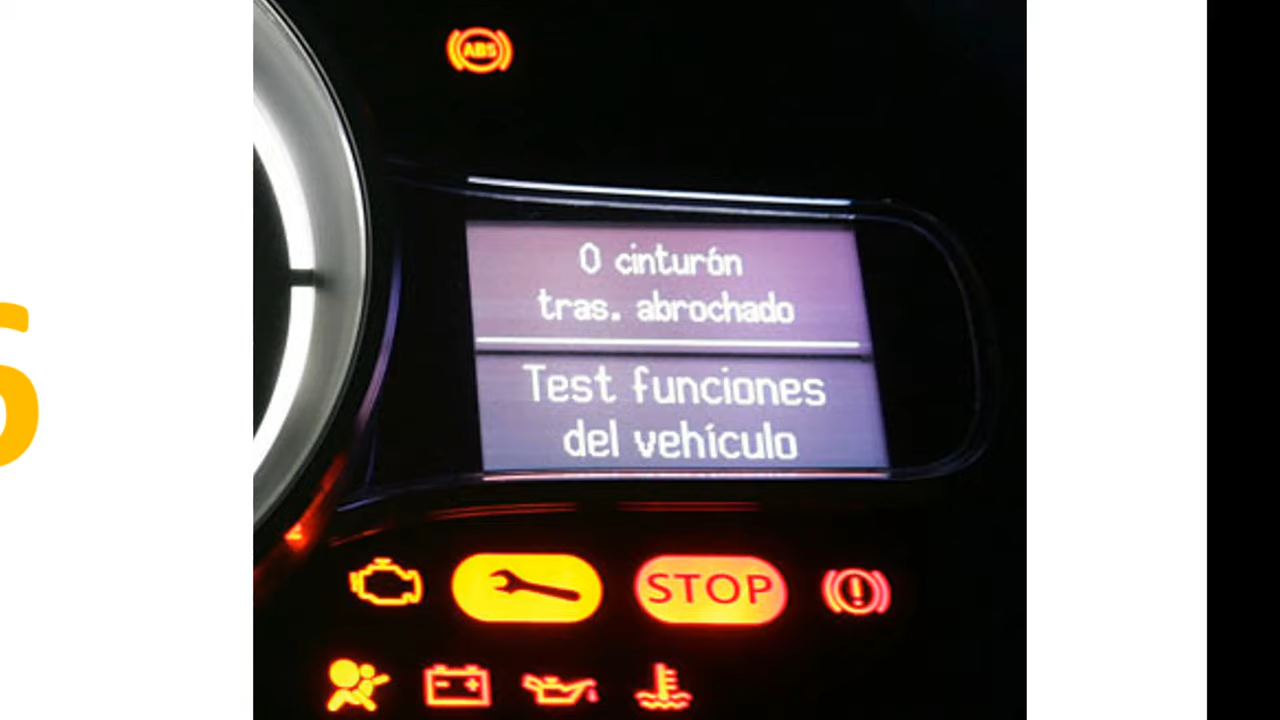 ABS
0 cinturón
tras. abrochado
Test funciones
del vehículo
STOP